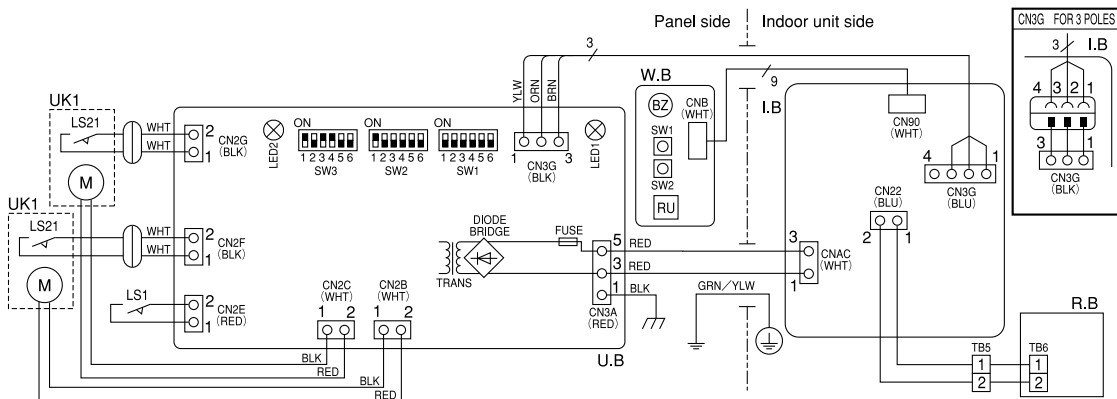 Panel side
Indoor unit side
CN3G FOR 3 POLES
3
I.B
4 3 2 1
3 1
CN3G
(BLK)
3
9
W.B
BZ
CNB
(WHT)
SW1
SW2
RU
I.B
CN90
(WHT)
4 1
CN3G
(BLU)
CN22
(BLU)
2 1
3
CNAC
(WHT)
1
UK1
LS21
WHT
WHT
2
1
CN2G
(BLK)
M
UK1
LS21
WHT
WHT
2
1
CN2F
(BLK)
M
LS1
2
1
CN2E
(RED)
LED2
ON
1 2 3 4 5 6
SW3
ON
1 2 3 4 5 6
SW2
ON
1 2 3 4 5 6
SW1
YLW
ORN
BRN
1 3
CN3G
(BLK)
LED1
DIODE
BRIDGE
TRANS
FUSE
5
3
1
CN3A
(RED)
RED
RED
BLK
GRN/YLW
CN2C
(WHT)
1 2
CN2B
(WHT)
1 2
BLK
RED
BLK
RED
U.B
R.B
TB5
1
2
TB6
1
2